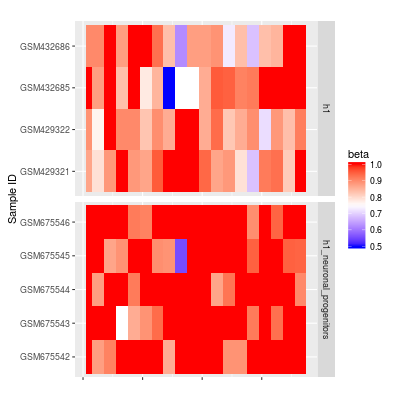 GSM432686
GSM432685
GSM429322
GSM429321
h1
GSM675546
GSM675545
GSM675544
GSM675543
GSM675542
h1_neuronal_progenitors
Sample ID
beta
1.0
0.9
0.8
0.7
0.6
0.5